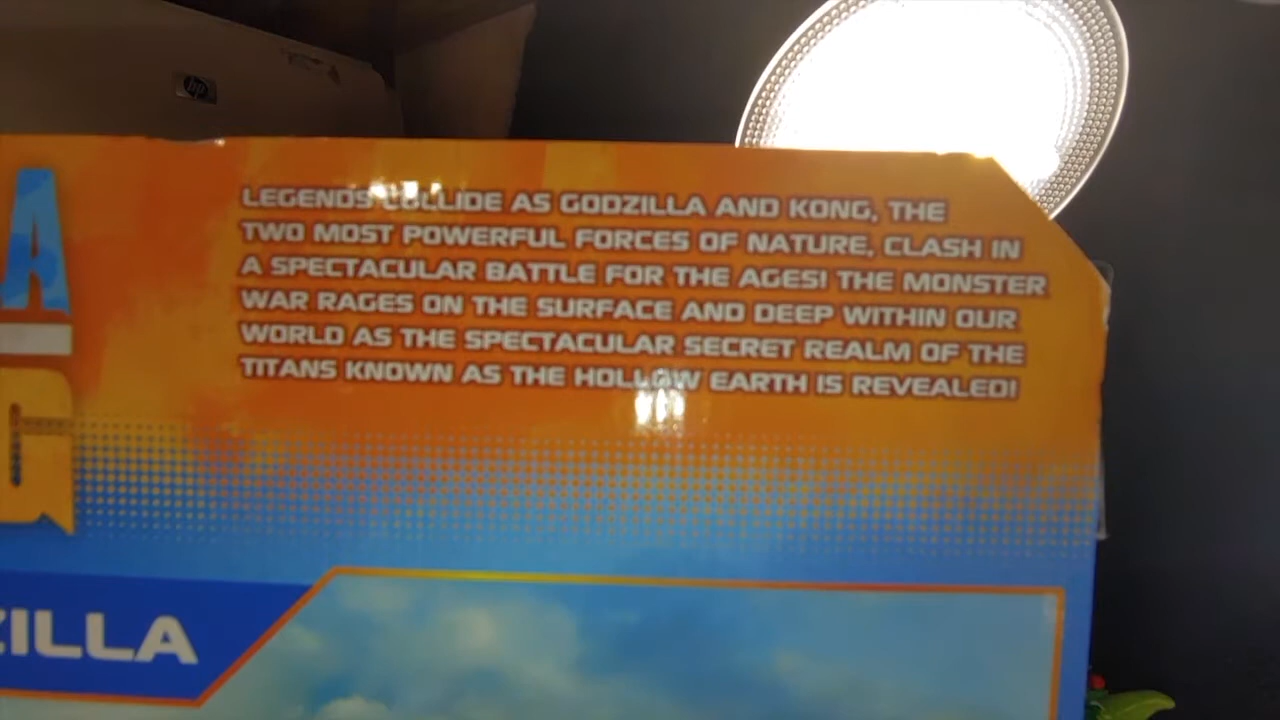 hp
A
G
LEGENDS COLLIDE AS GODZILLA AND KONG, THE
TWO MOST POWERFUL FORCES OF NATURE, CLASH IN
A SPECTACULAR BATTLE FOR THE AGES! THE MONSTER
WAR RAGES ON THE SURFACE AND DEEP WITHIN OUR
WORLD AS THE SPECTACULAR SECRET REALM OF THE
TITANS KNOWN AS THE HOLLOW EARTH IS REVEALED!
ZILLA